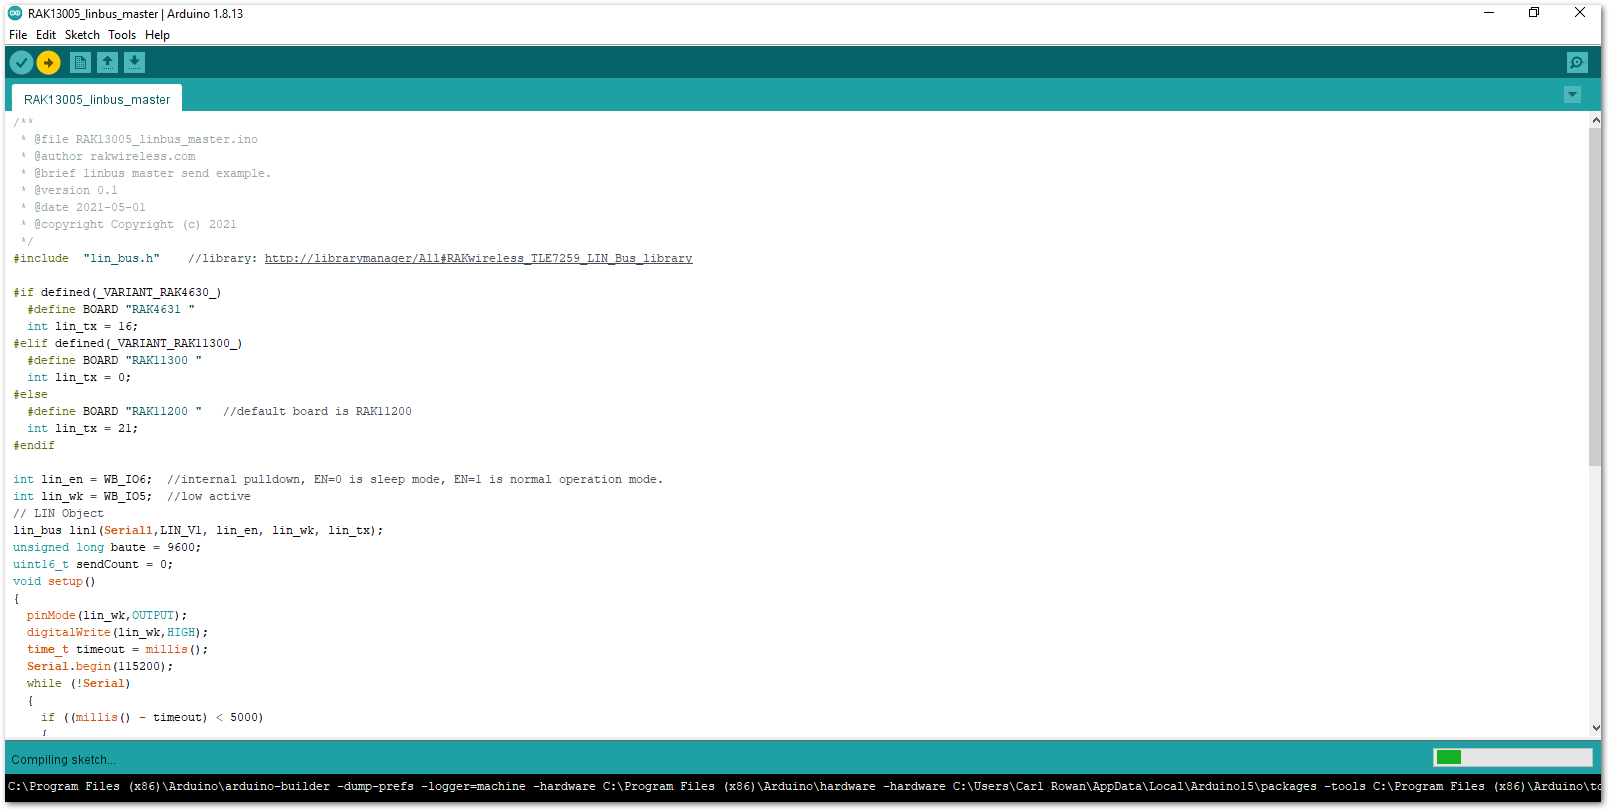 RAK13005_linbus_master | Arduino 1.8.13
File Edit Sketch Tools Help
RAK13005_linbus_master
/**
 * @file RAK13005_linbus_master.ino
 * @author rakwireless.com
 * @brief linbus master send example.
 * @version 0.1
 * @date 2021-05-01
 * @copyright Copyright (c) 2021
 */
#include  "lin_bus.h"    //library: http://librarymanager/All#RAKwireless_TLE7259_LIN_Bus_library
#if defined(_VARIANT_RAK4630_)
  #define BOARD "RAK4631 "
  int lin_tx = 16;
#elif defined(_VARIANT_RAK11300_)
  #define BOARD "RAK11300 "
  int lin_tx = 0;
#else
  #define BOARD "RAK11200 "   //default board is RAK11200
  int lin_tx = 21;
#endif
int lin_en = WB_IO6;  //internal pulldown, EN=0 is sleep mode, EN=1 is normal operation mode.
int lin_wk = WB_IO5;  //low active
// LIN Object
lin_bus lin1(Serial1,LIN_V1, lin_en, lin_wk, lin_tx);
unsigned long baute = 9600;
uint16_t sendCount = 0;
void setup()
{
  pinMode(lin_wk,OUTPUT);
  digitalWrite(lin_wk,HIGH);
  time_t timeout = millis();
  Serial.begin(115200);
  while (!Serial)
  {
    if ((millis() - timeout) < 5000)
    {
Compiling sketch...
C:\Program Files (x86)\Arduino\arduino-builder -dump-prefs -logger=machine -hardware C:\Program Files (x86)\Arduino\hardware -hardware C:\Users\Carl Rowan\AppData\Local\Arduino15\packages -tools C:\Program Files (x86)\Arduino\to